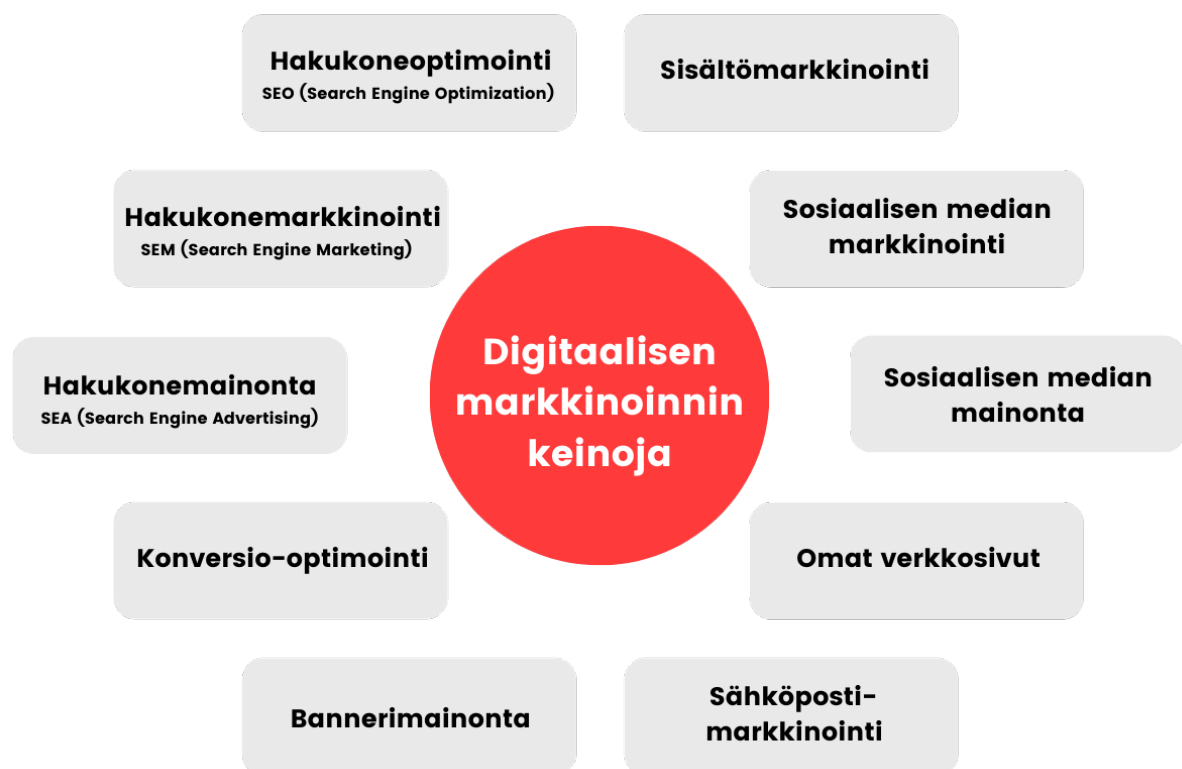 Hakukoneoptimointi
SEO (Search Engine Optimization)
Sisältömarkkinointi
Hakukonemarkkinointi
SEM (Search Engine Marketing)
Sosiaalisen median
markkinointi
Digitaalisen
markkinoinnin
keinoja
Hakukonemainonta
SEA (Search Engine Advertising)
Sosiaalisen median
mainonta
Konversio-optimointi
Omat verkkosivut
Bannerimainonta
Sähköposti-
markkinointi